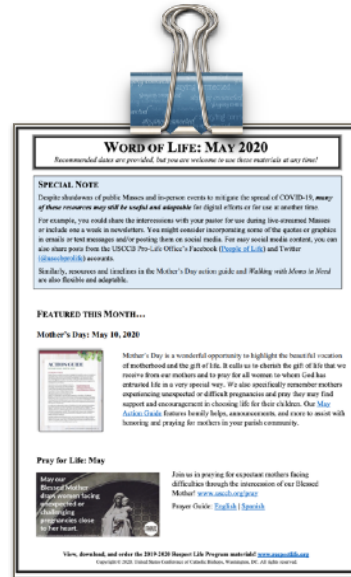 WORD OF LIFE: MAY 2020
Recommended dates are provided, but you are welcome to use these materials at any time!
SPECIAL NOTE
Despite shutdowns of public Masses and in-person events to mitigate the spread of COVID-19, many
of these resources may still be useful and adaptable for digital efforts or for use at another time.
For example, you could share the intercessions with your pastor for use during live-streamed Masses
or include one a week in newsletters. You might consider incorporating some of the quotes or graphics
in emails or text messages and/or posting them on social media. For easy social media content, you can
also share posts from the USCCB Pro-Life Office's Facebook (People of Life) and Twitter
(@usccbprolife) accounts.
Similarly, resources and timelines in the Mother's Day action guide and Walking with Moms in Need
are also flexible and adaptable.
FEATURED THIS MONTH…
Mother's Day: May 10, 2020
ACTION GUIDE
Mother's Day is a wonderful opportunity to highlight the beautiful vocation
of motherhood and the gift of life. It calls us to cherish the gift of life that we
receive from our mothers and to pray for all women to whom God has
entrusted life in a very special way. We also specifically remember mothers
experiencing unexpected or difficult pregnancies and pray they may find
support and encouragement in choosing life for their children. Our May
Action Guide features homily helps, announcements, and more to assist with
honoring and praying for mothers in your parish community.
Pray for Life: May
May our
Blessed Mother
draw women facing
unexpected or
challenging
pregnancies close
to her heart.
Join us in praying for expectant mothers facing
difficulties through the intercession of our Blessed
Mother! www.usccb.org/pray
Prayer Guide: English | Spanish
View, download, and order the 2019-2020 Respect Life Program materials! www.respectlife.org
Copyright © 2020, United States Conference of Catholic Bishops, Washington, DC. All rights reserved.